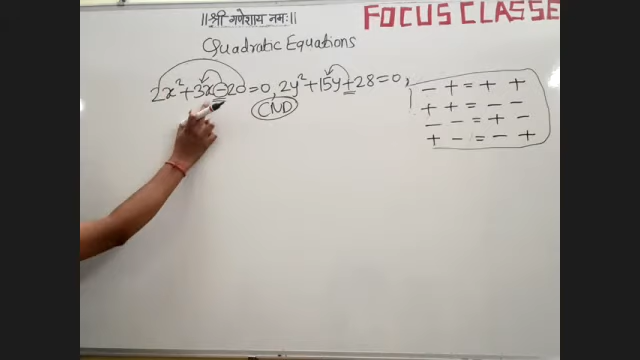 ||श्री गणेशाय नमः||
FOCUS CLASSE
Quadratic Equations
2x²+3x-20=0, 2y²+15y+28=0,
CND
- + = + +
+ + = - -
- - = + -
+ - = - +